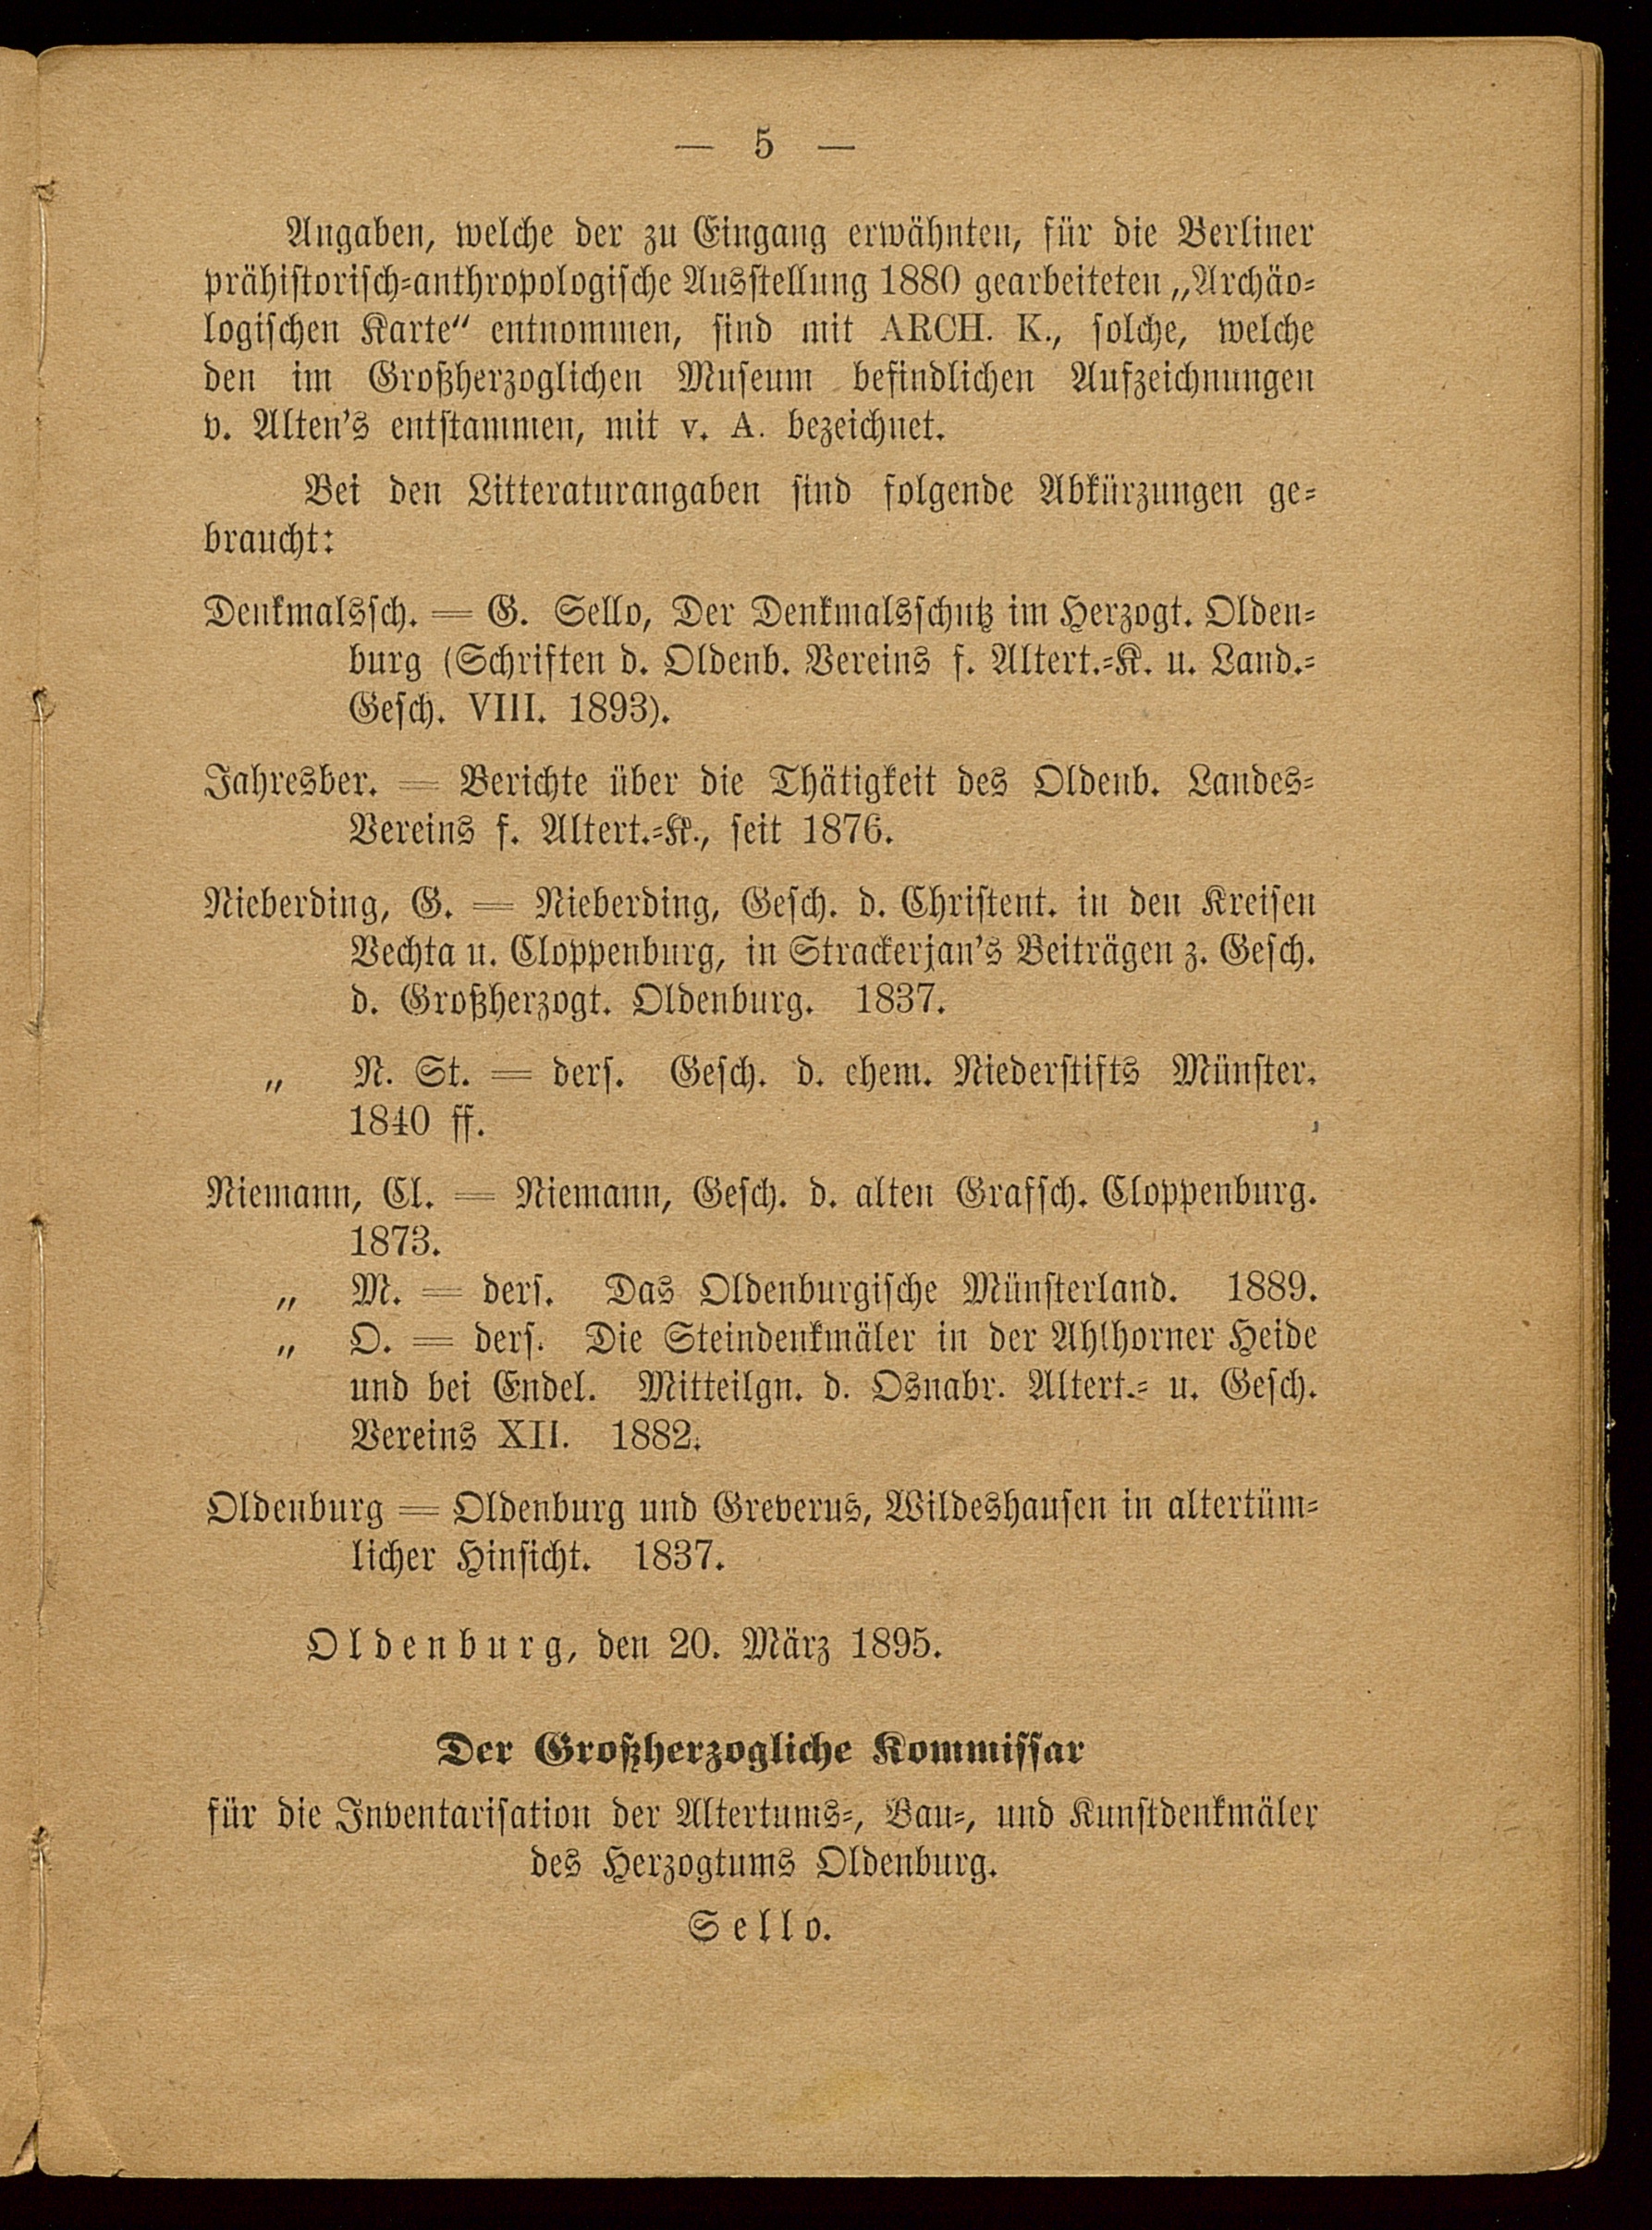 — 5 —
Angaben, welche der zu Eingang erwähnten, für die Berliner
prähistorisch-anthropologische Ausstellung 1880 gearbeiteten „Archäo-
logischen Karte“ entnommen, sind mit ARCH. K., solche, welche
den im Großherzoglichen Museum befindlichen Aufzeichnungen
v. Alten's entstammen, mit v. A. bezeichnet.
Bei den Litteraturangaben sind folgende Abkürzungen ge-
braucht:
Denkmalssch. = G. Sello, Der Denkmalsschutz im Herzogt. Olden-
burg (Schriften d. Oldenb. Vereins f. Altert.-K. u. Land.-
Gesch. VIII. 1893).
Jahresber. = Berichte über die Thätigkeit des Oldenb. Landes-
Vereins f. Altert.-K., seit 1876.
Nieberding, G. = Nieberding, Gesch. d. Christent. in den Kreisen
Vechta u. Cloppenburg, in Strackerjan's Beiträgen z. Gesch.
d. Großherzogt. Oldenburg. 1837.
„ N. St. = ders. Gesch. d. ehem. Niederstifts Münster.
1840 ff.
Niemann, Cl. = Niemann, Gesch. d. alten Grafsch. Cloppenburg.
1873.
„ M. = ders. Das Oldenburgische Münsterland. 1889.
„ O. = ders. Die Steindenkmäler in der Ahlhorner Heide
und bei Endel. Mitteilgn. d. Osnabr. Altert.- u. Gesch.
Vereins XII. 1882.
Oldenburg = Oldenburg und Greverus, Wildeshausen in altertüm-
licher Hinsicht. 1837.
Oldenburg, den 20. März 1895.
Der Großherzogliche Kommissar
für die Inventarisation der Altertums-, Bau-, und Kunstdenkmäler
des Herzogtums Oldenburg.
Sello.